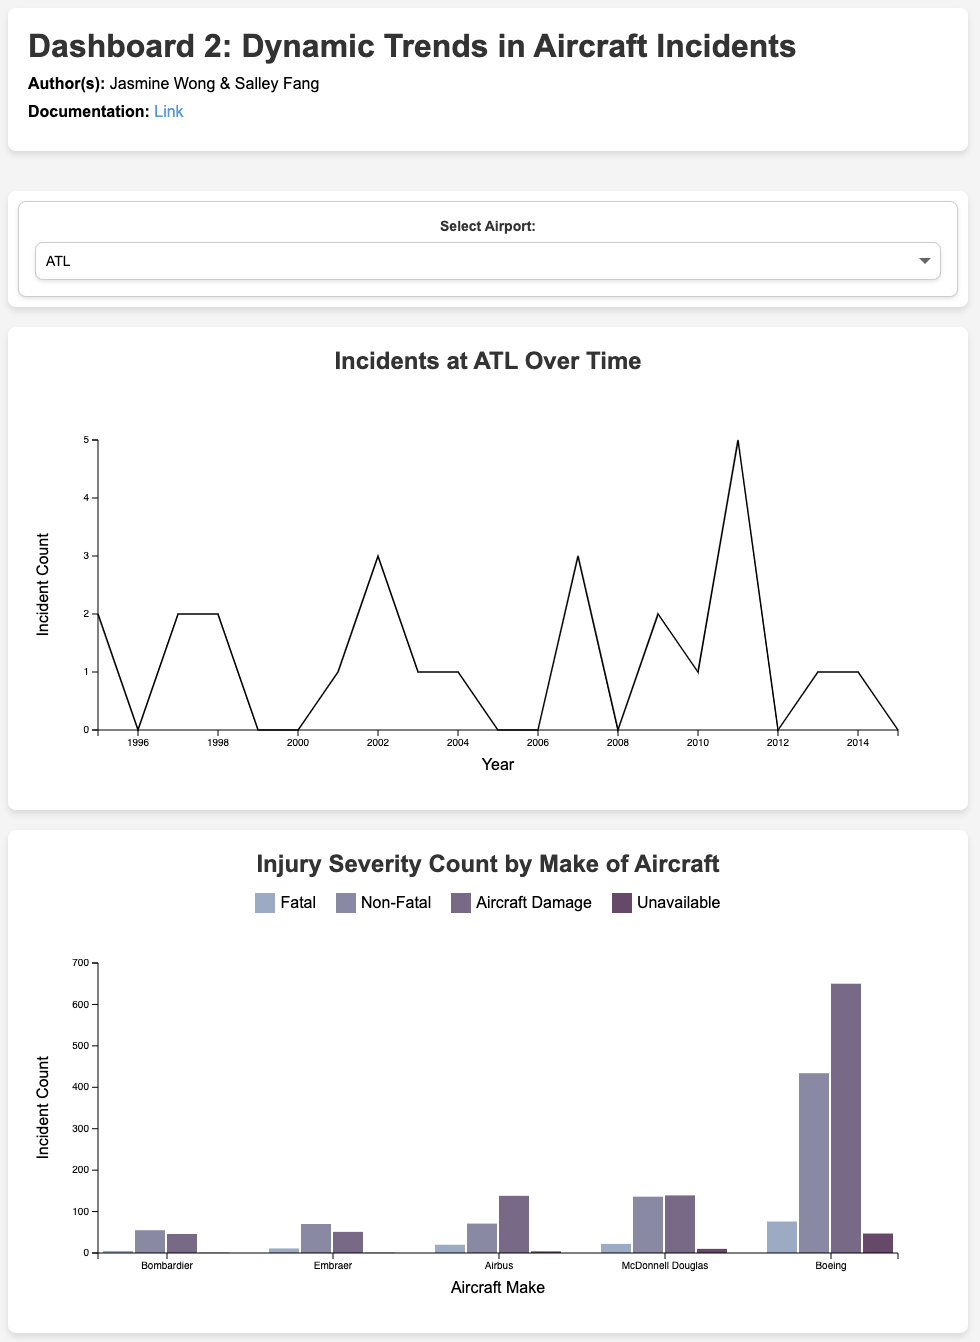 Dashboard 2: Dynamic Trends in Aircraft Incidents
Author(s): Jasmine Wong & Salley Fang
Documentation: Link
Select Airport:
ATL
Incidents at ATL Over Time
5
4
3
2
1
0
Incident Count
1996 1998 2000 2002 2004 2006 2008 2010 2012 2014
Year
Injury Severity Count by Make of Aircraft
Fatal Non-Fatal Aircraft Damage Unavailable
700
600
500
400
300
200
100
0
Incident Count
Bombardier Embraer Airbus McDonnell Douglas Boeing
Aircraft Make